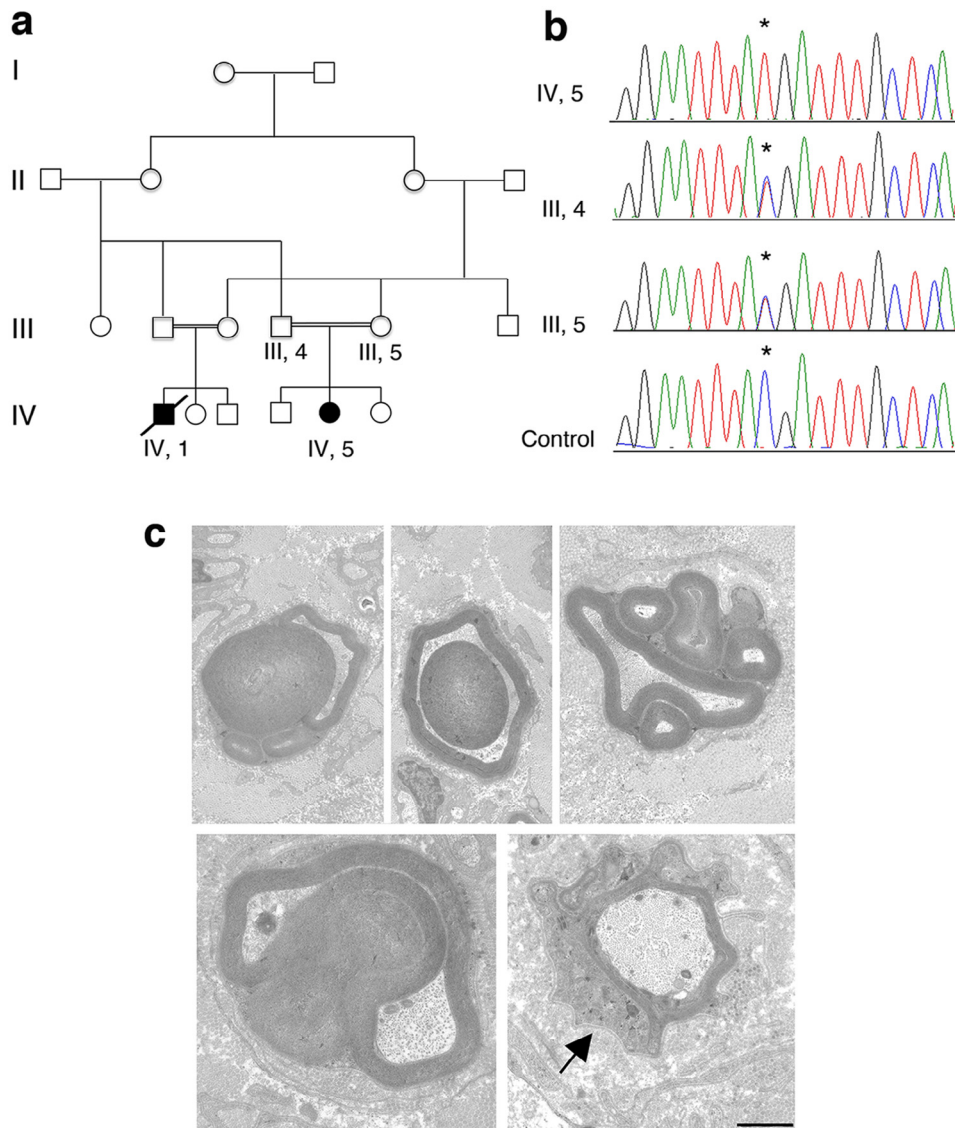 a
b
I
II
III
IV
III, 4
III, 5
IV, 1
IV, 5
*
IV, 5
*
III, 4
*
III, 5
*
Control
c